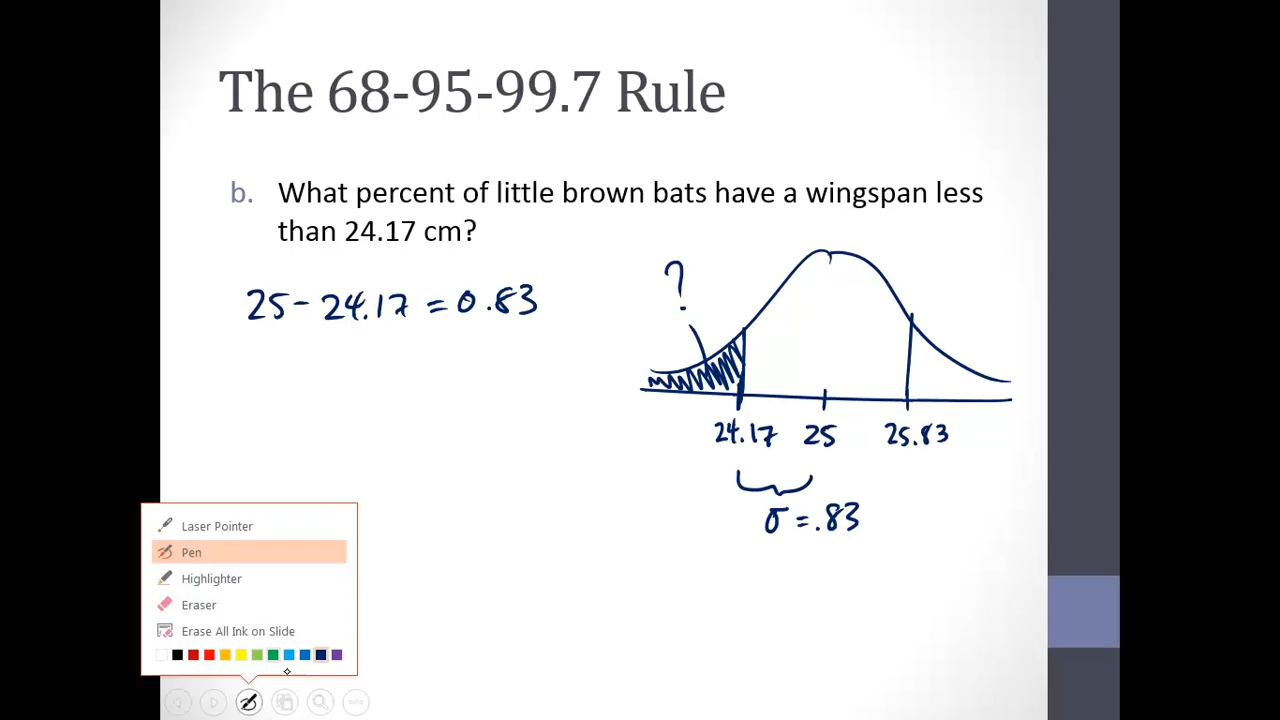 The 68-95-99.7 Rule
b. What percent of little brown bats have a wingspan less
than 24.17 cm?
25 - 24.17 = 0.83
?
24.17 25 25.83
σ = .83
Laser Pointer
Pen
Highlighter
Eraser
Erase All Ink on Slide